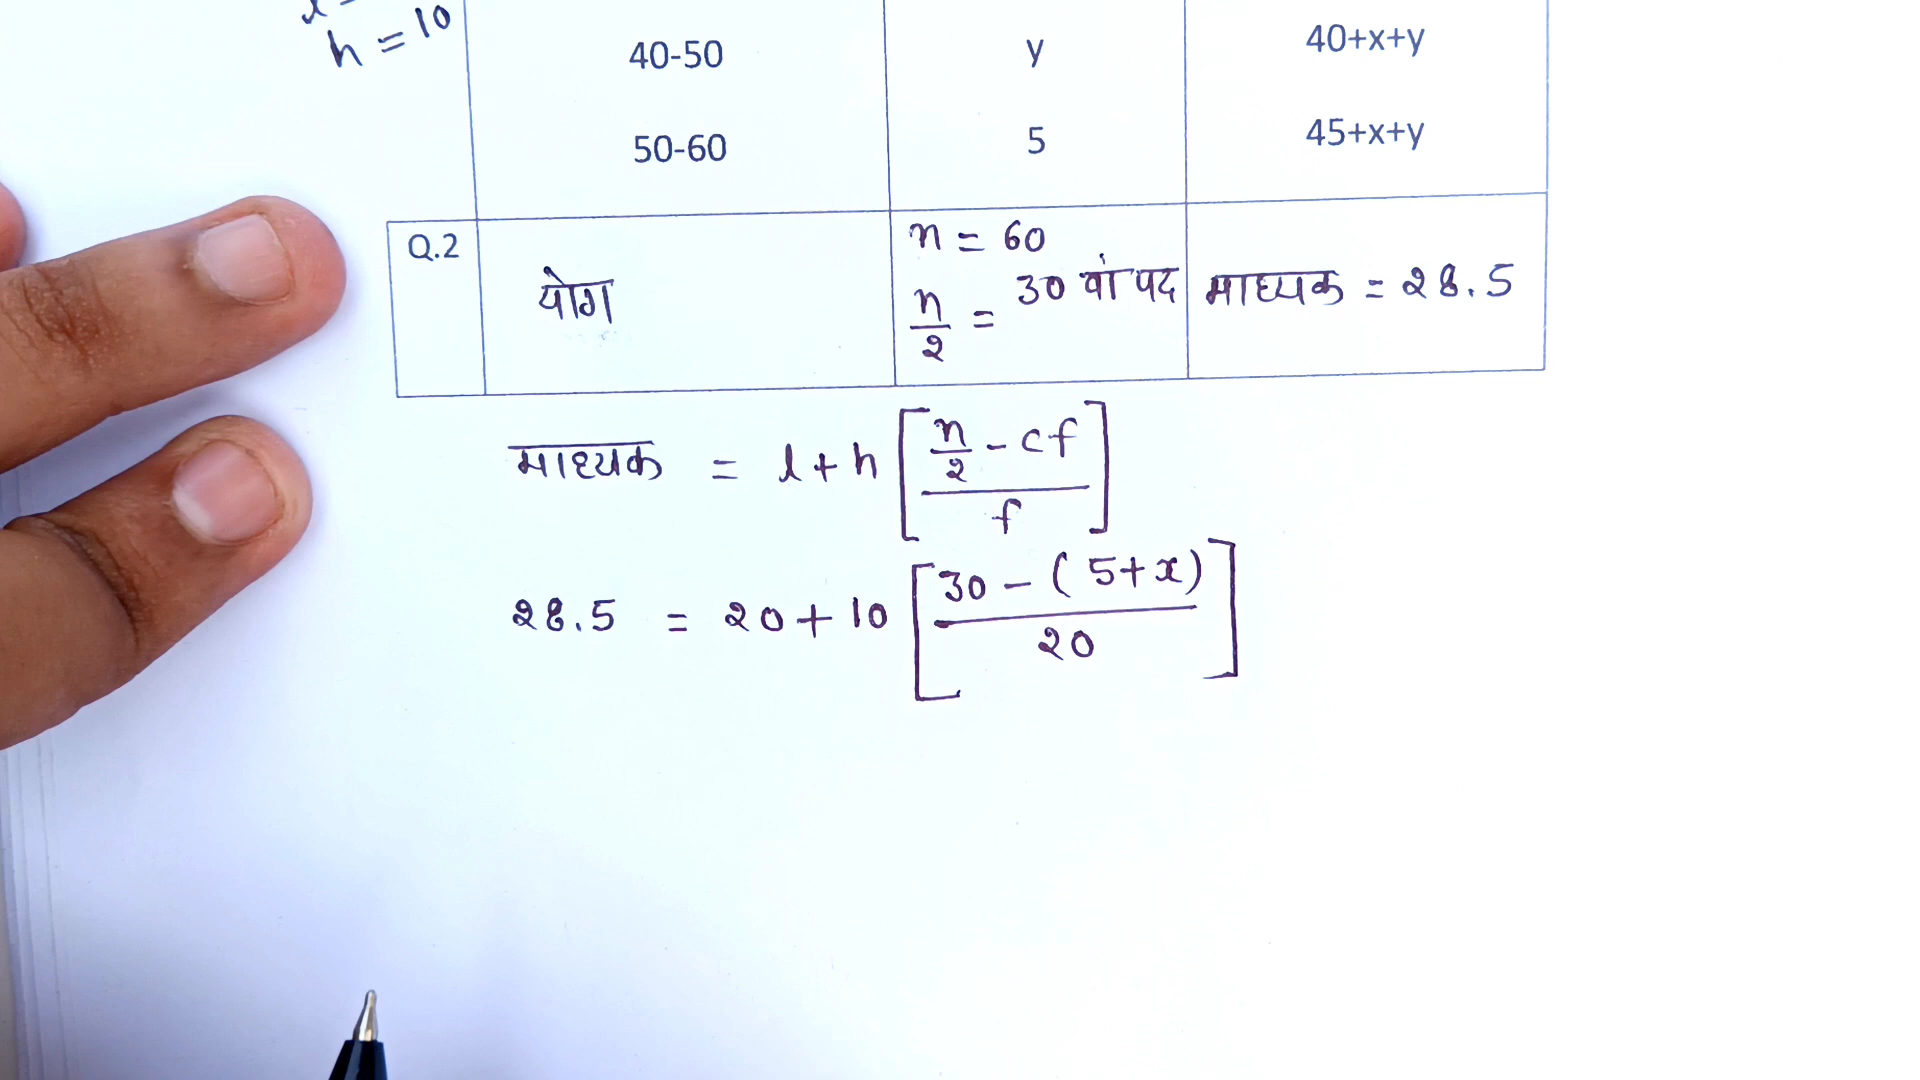 h = 10
40-50 y 40+x+y
50-60 5 45+x+y
Q.2 योग n = 60
n/2 = 30 वां पद माध्यक = 28.5
माध्यक = l + h [ (n/2 - cf) / f ]
28.5 = 20 + 10 [ (30 - (5+x)) / 20 ]